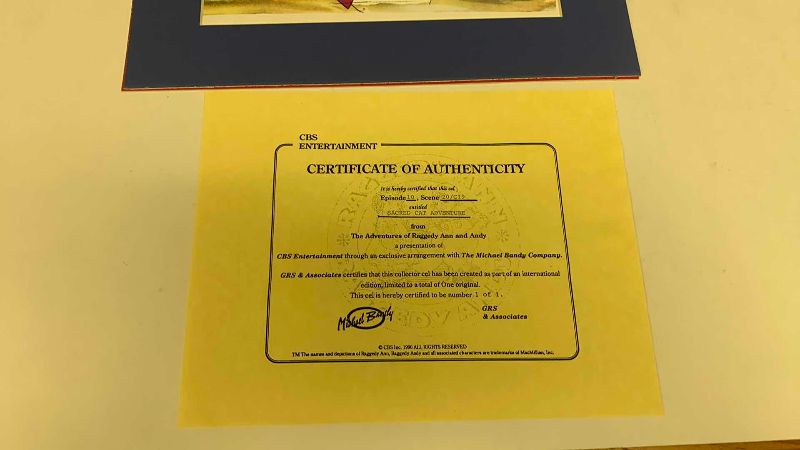 CBS
ENTERTAINMENT
CERTIFICATE OF AUTHENTICITY
It is hereby certified that this cel
Episode 10, Scene 20/C15
entitled
SACRED CAT ADVENTURE
from
The Adventures of Raggedy Ann and Andy
a presentation of
CBS Entertainment through an exclusive arrangement with The Michael Bandy Company.
GRS & Associates certifies that this collector cel has been created as part of an international
edition, limited to a total of One original.
This cel is hereby certified to be number 1 of 1.
Michael Bandy
GRS
& Associates
© CBS Inc. 1990 ALL RIGHTS RESERVED
TM The names and depictions of Raggedy Ann, Raggedy Andy and all associated characters are trademarks of MacMillan, Inc.